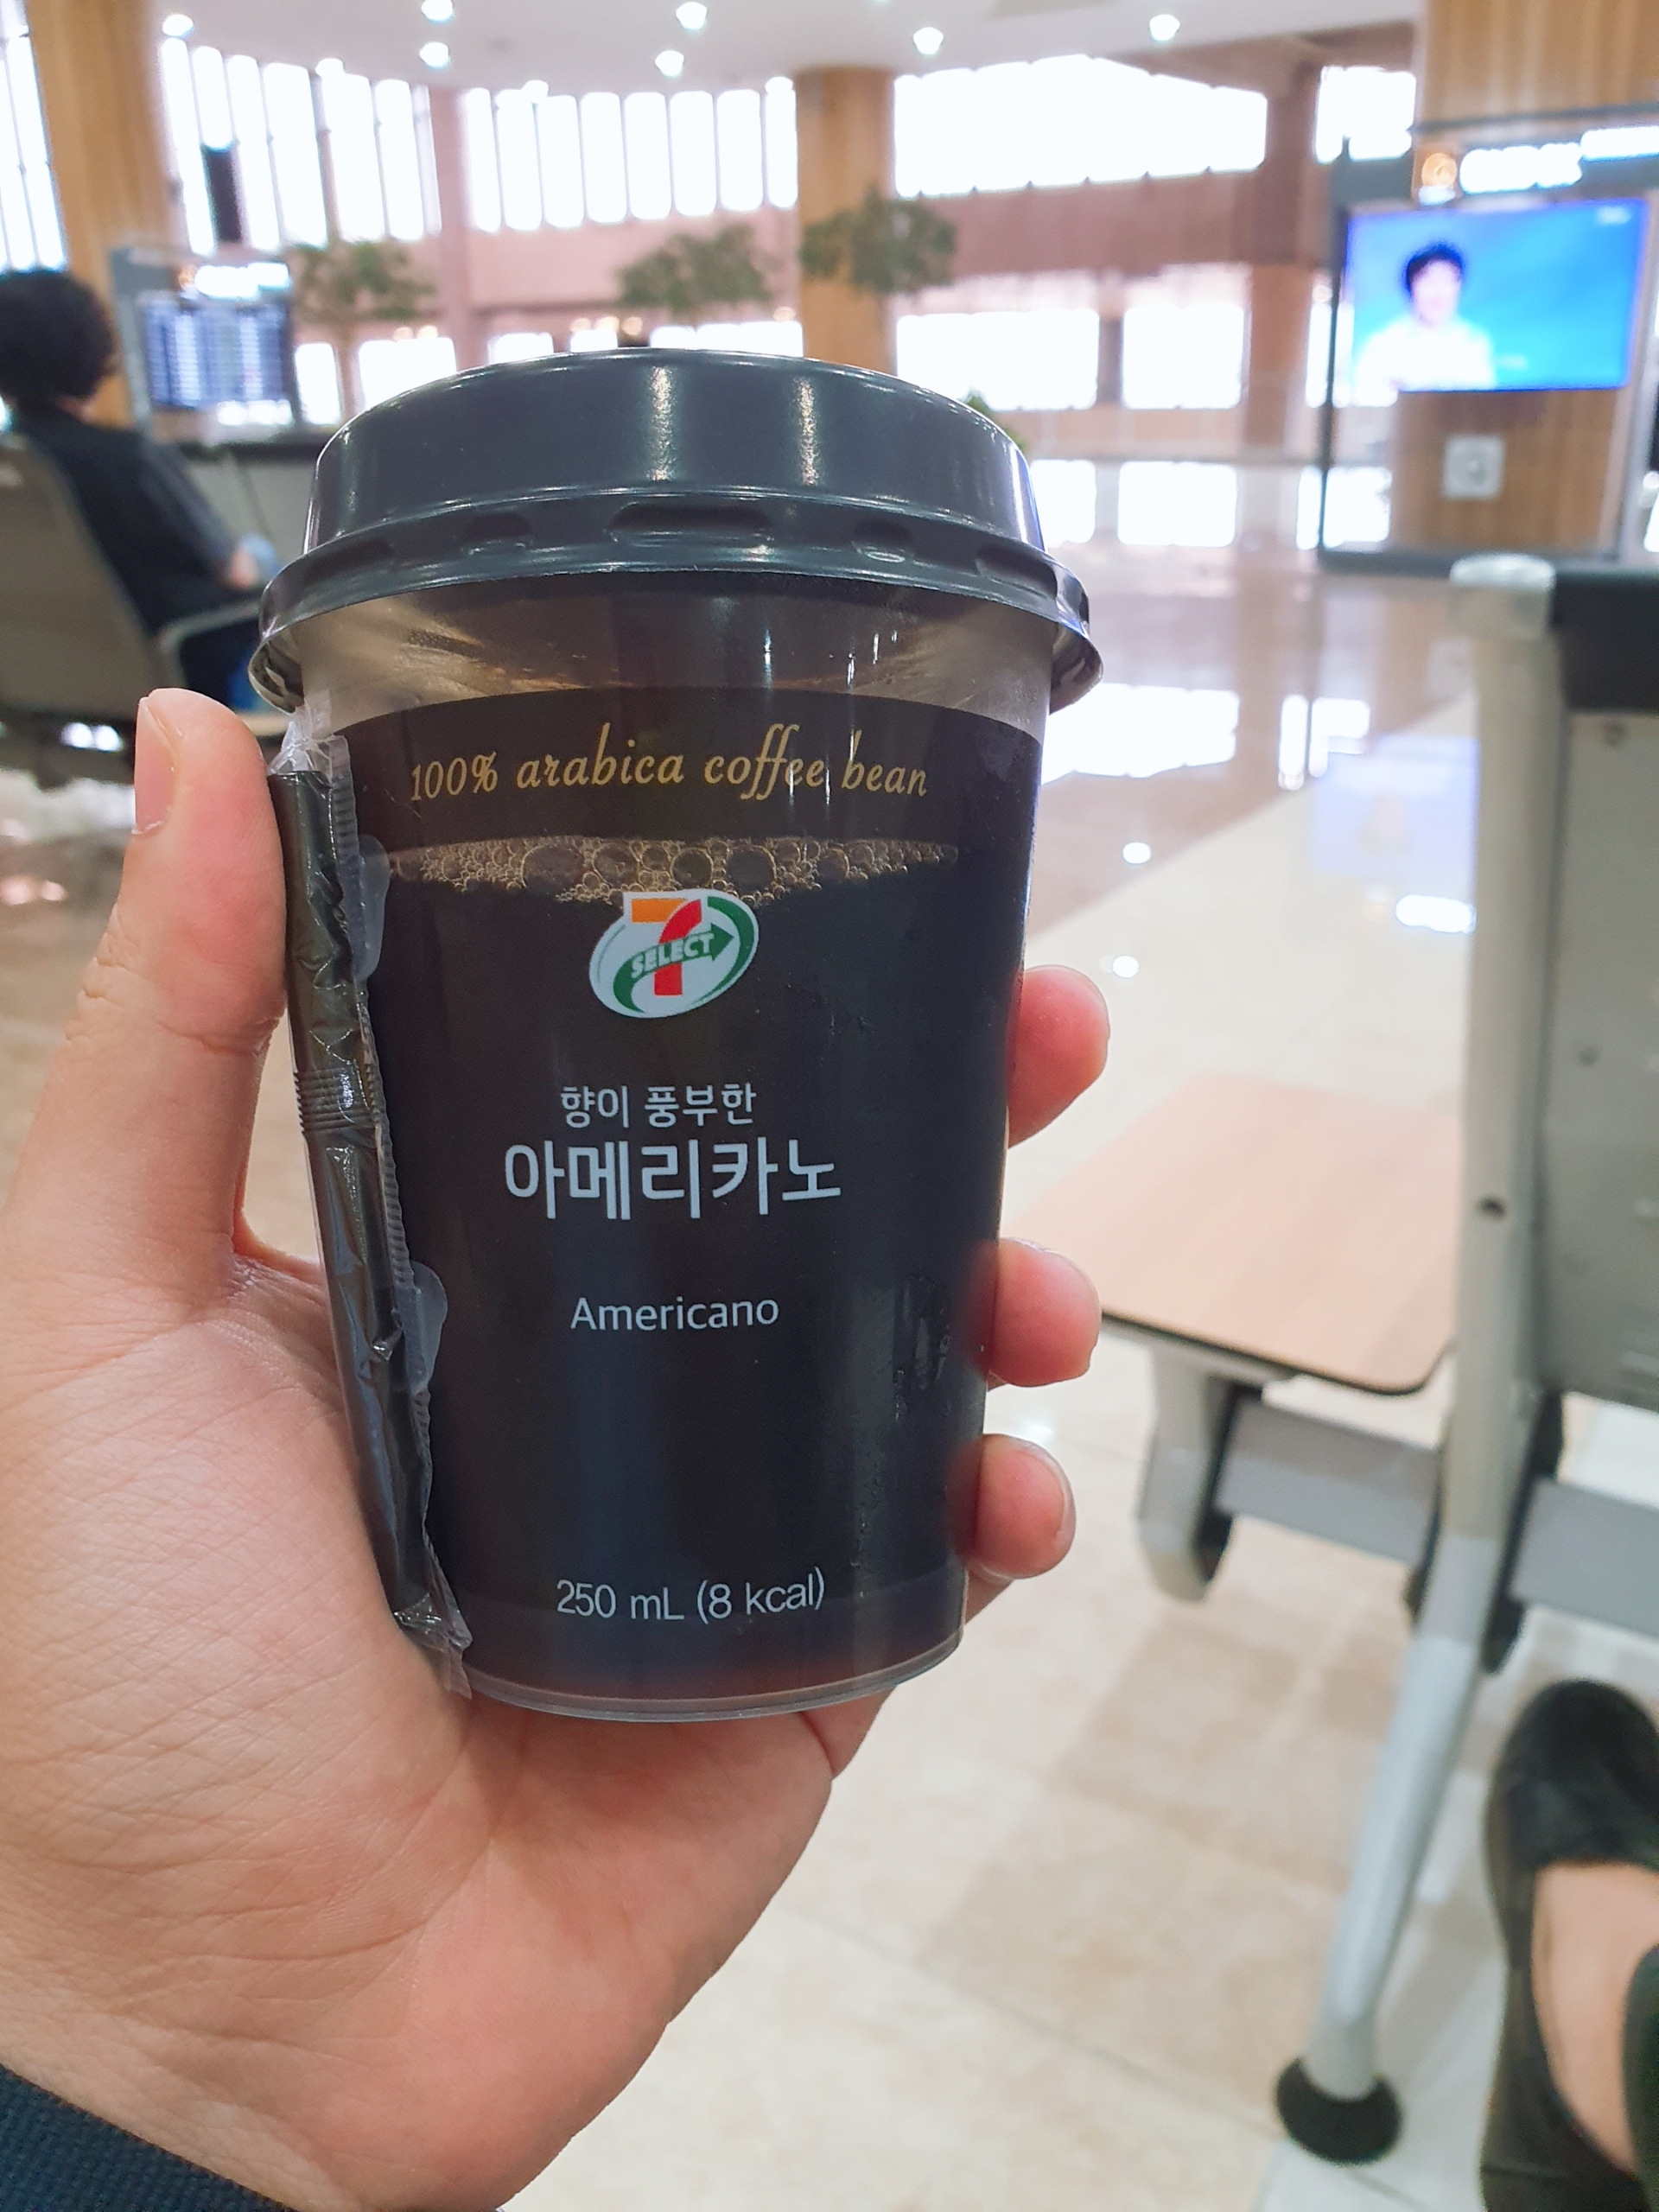 100% arabica coffee bean
7
SELECT
향이 풍부한
아메리카노
Americano
250 mL (8 kcal)